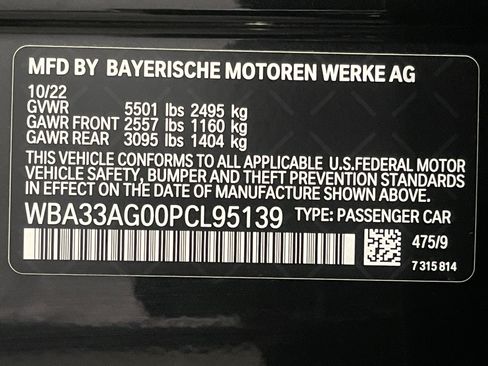 MFD BY BAYERISCHE MOTOREN WERKE AG
10/22
GVWR 5501 lbs 2495 kg
GAWR FRONT 2557 lbs 1160 kg
GAWR REAR 3095 lbs 1404 kg
THIS VEHICLE CONFORMS TO ALL APPLICABLE U.S.FEDERAL MOTOR
VEHICLE SAFETY, BUMPER AND THEFT PREVENTION STANDARDS IN
EFFECT ON THE DATE OF MANUFACTURE SHOWN ABOVE.
WBA33AG00PCL95139 TYPE: PASSENGER CAR
475/9
7 315 814